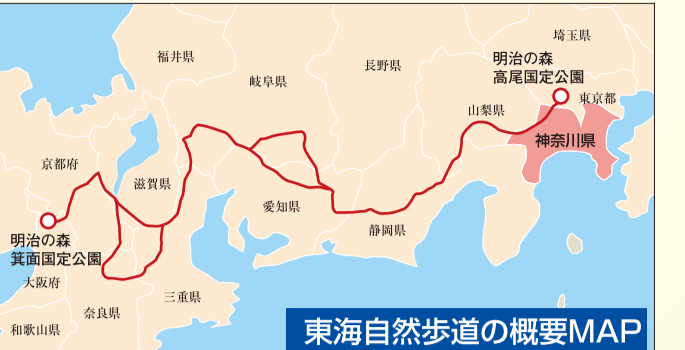 埼玉県
福井県
長野県
明治の森
高尾国定公園
岐阜県
東京都
山梨県
神奈川県
京都府
滋賀県
愛知県
静岡県
明治の森
箕面国定公園
大阪府
三重県
奈良県
和歌山県
東海自然歩道の概要MAP